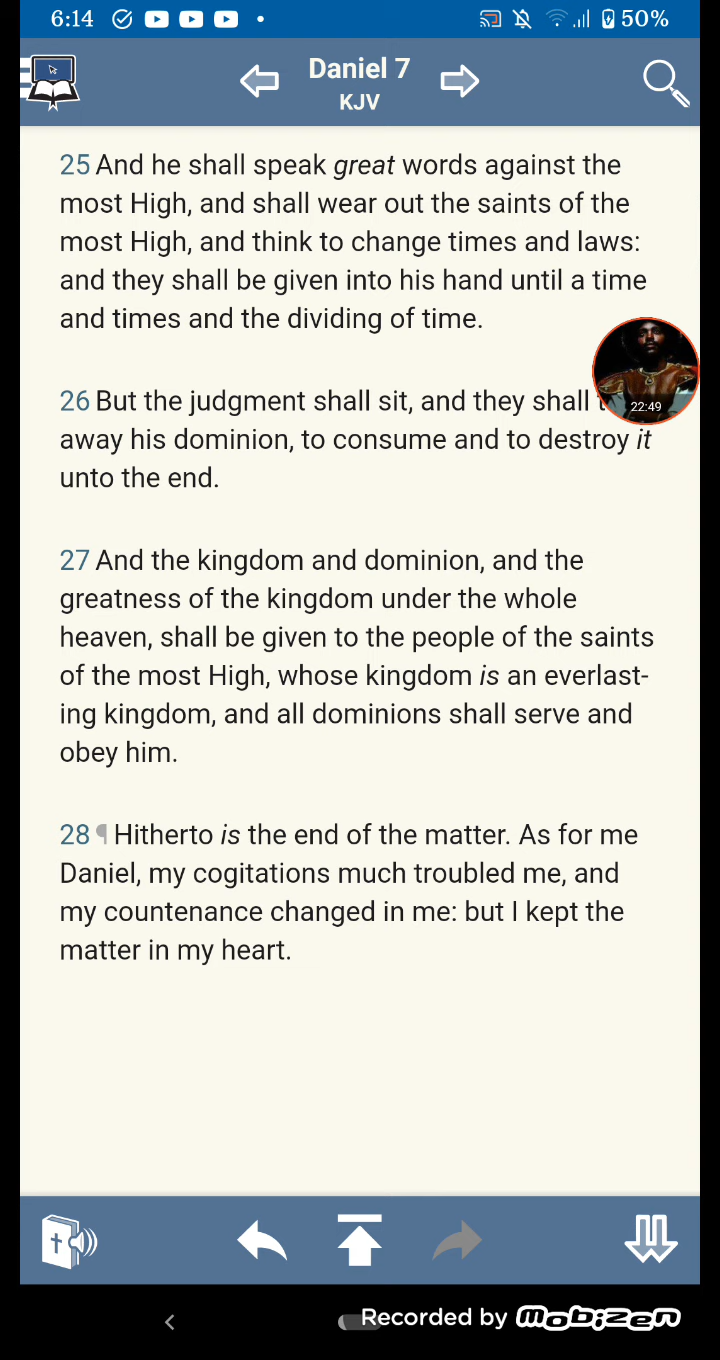 6:14
50%
Daniel 7
KJV
25 And he shall speak great words against the
most High, and shall wear out the saints of the
most High, and think to change times and laws:
and they shall be given into his hand until a time
and times and the dividing of time.
26 But the judgment shall sit, and they shall
22:49
away his dominion, to consume and to destroy it
unto the end.
27 And the kingdom and dominion, and the
greatness of the kingdom under the whole
heaven, shall be given to the people of the saints
of the most High, whose kingdom is an everlast-
ing kingdom, and all dominions shall serve and
obey him.
28 ¶ Hitherto is the end of the matter. As for me
Daniel, my cogitations much troubled me, and
my countenance changed in me: but I kept the
matter in my heart.
Recorded by Mobizen